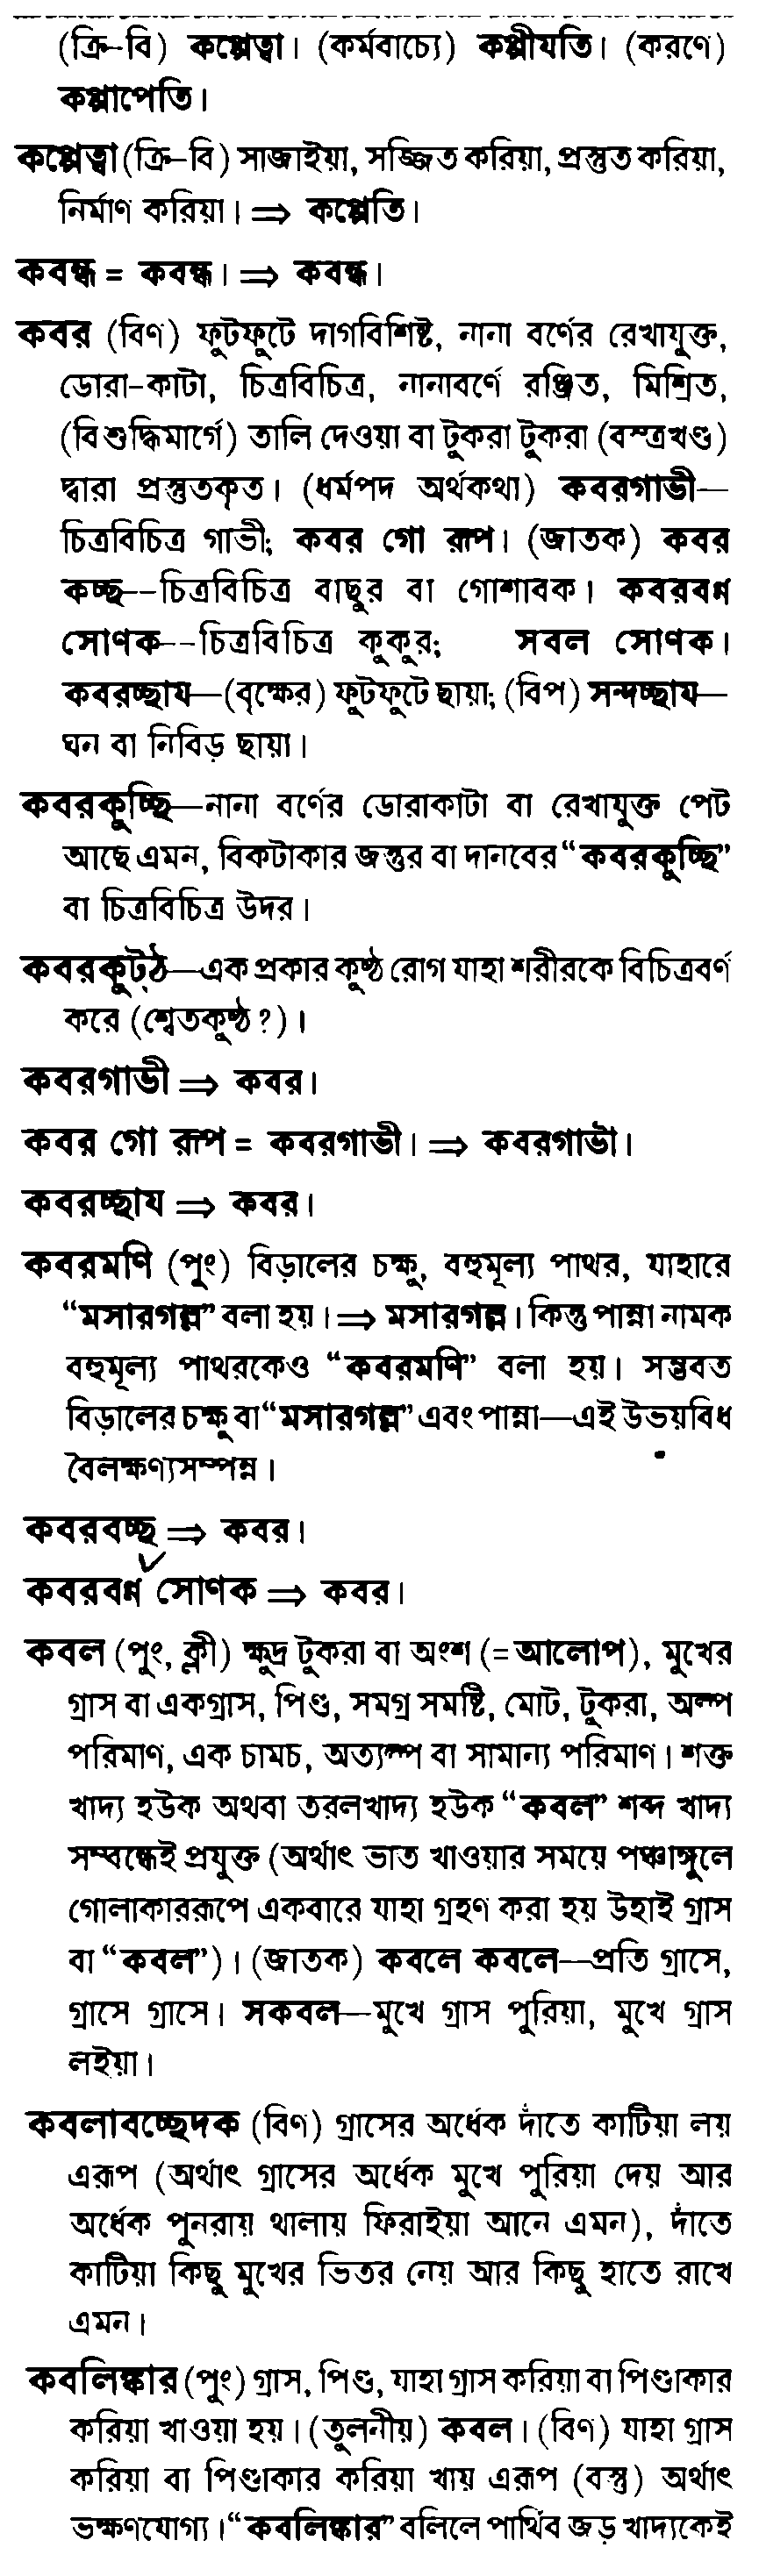 (ক্রি-বি) কপ্পেত্বা। (কর্মবাচ্যে) কপ্পীযতি। (করণে)
কপ্পাপেতি।
কপ্পেত্বা (ক্রি-বি) সাজাইয়া, সজ্জিত করিয়া, প্রস্তুত করিয়া,
নির্মাণ করিয়া। ⇒ কপ্পেতি।
কবন্ধ = কবন্ধ। ⇒ কবন্ধ।
কবর (বিণ) ফুটফুটে দাগবিশিষ্ট, নানা বর্ণের রেখাযুক্ত,
ডোরা-কাটা, চিত্রবিচিত্র, নানাবর্ণে রঞ্জিত, মিশ্রিত,
(বিশুদ্ধিমার্গে) তালি দেওয়া বা টুকরা টুকরা (বস্ত্রখণ্ড)
দ্বারা প্রস্তুতকৃত। (ধর্মপদ অর্থকথা) কবরগাভী—
চিত্রবিচিত্র গাভী; কবর গো রূপ। (জাতক) কবর
কচ্ছ--চিত্রবিচিত্র বাছুর বা গোশাবক। কবরবণ্ন
সোণক--চিত্রবিচিত্র কুকুর; সবল সোণক।
কবরচ্ছায—(বৃক্ষের) ফুটফুটে ছায়া; (বিপ) সন্দচ্ছায—
ঘন বা নিবিড় ছায়া।
কবরকুচ্ছি—নানা বর্ণের ডোরাকাটা বা রেখাযুক্ত পেট
আছে এমন, বিকটাকার জন্তুর বা দানবের “কবরকুচ্ছি”
বা চিত্রবিচিত্র উদর।
কবরকুট্ঠ—এক প্রকার কুষ্ঠ রোগ যাহা শরীরকে বিচিত্রবর্ণ
করে (শ্বেতকুষ্ঠ ?)।
কবরগাভী ⇒ কবর।
কবর গো রূপ = কবরগাভী। ⇒ কবরগাভী।
কবরচ্ছায ⇒ কবর।
কবরমণি (পুং) বিড়ালের চক্ষু, বহুমূল্য পাথর, যাহারে
“মসারগল্ল” বলা হয়। ⇒ মসারগল্ল। কিন্তু পান্না নামক
বহুমূল্য পাথরকেও “কবরমণি” বলা হয়। সম্ভবত
বিড়ালের চক্ষু বা “মসারগল্ল” এবং পান্না—এই উভয়বিধ
বৈলক্ষণ্যসম্পন্ন।
কবরবচ্ছ ⇒ কবর।
কবরবণ্ন সোণক ⇒ কবর।
কবল (পুং, ক্লী) ক্ষুদ্র টুকরা বা অংশ (= আলোপ), মুখের
গ্রাস বা একগ্রাস, পিণ্ড, সমগ্র সমষ্টি, মোট, টুকরা, অল্প
পরিমাণ, এক চামচ, অত্যল্প বা সামান্য পরিমাণ। শক্ত
খাদ্য হউক অথবা তরলখাদ্য হউক “কবল” শব্দ খাদ্য
সম্বন্ধেই প্রযুক্ত (অর্থাৎ ভাত খাওয়ার সময়ে পঞ্চাঙ্গুলে
গোলাকাররূপে একবারে যাহা গ্রহণ করা হয় উহাই গ্রাস
বা “কবল”)। (জাতক) কবলে কবলে—প্রতি গ্রাসে,
গ্রাসে গ্রাসে। সকবল—মুখে গ্রাস পুরিয়া, মুখে গ্রাস
লইয়া।
কবলাবচ্ছেদক (বিণ) গ্রাসের অর্ধেক দাঁতে কাটিয়া লয়
এরূপ (অর্থাৎ গ্রাসের অর্ধেক মুখে পুরিয়া দেয় আর
অর্ধেক পুনরায় থালায় ফিরাইয়া আনে এমন), দাঁতে
কাটিয়া কিছু মুখের ভিতর নেয় আর কিছু হাতে রাখে
এমন।
কবলিঙ্কার (পুং) গ্রাস, পিণ্ড, যাহা গ্রাস করিয়া বা পিণ্ডাকার
করিয়া খাওয়া হয়। (তুলনীয়) কবল। (বিণ) যাহা গ্রাস
করিয়া বা পিণ্ডাকার করিয়া খায় এরূপ (বস্তু) অর্থাৎ
ভক্ষণযোগ্য। “কবলিঙ্কার” বলিলে পার্থিব জড় খাদ্যকেই